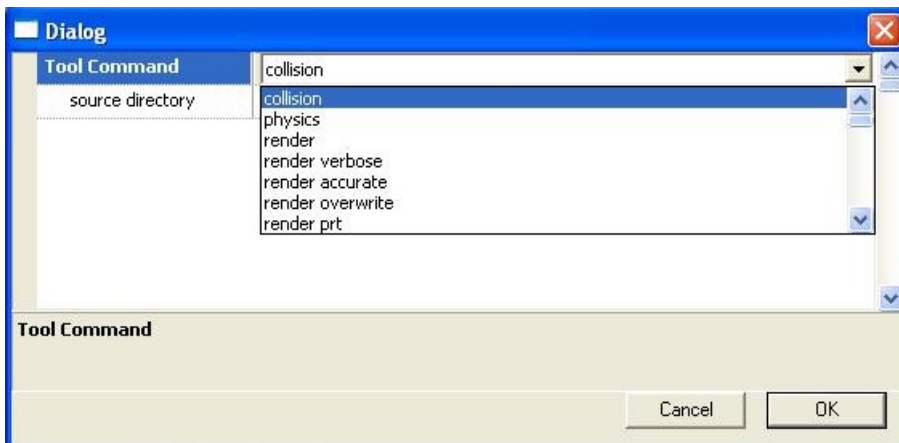 Dialog
Tool Command collision
source directory collision
physics
render
render verbose
render accurate
render overwrite
render prt
Tool Command
Cancel OK